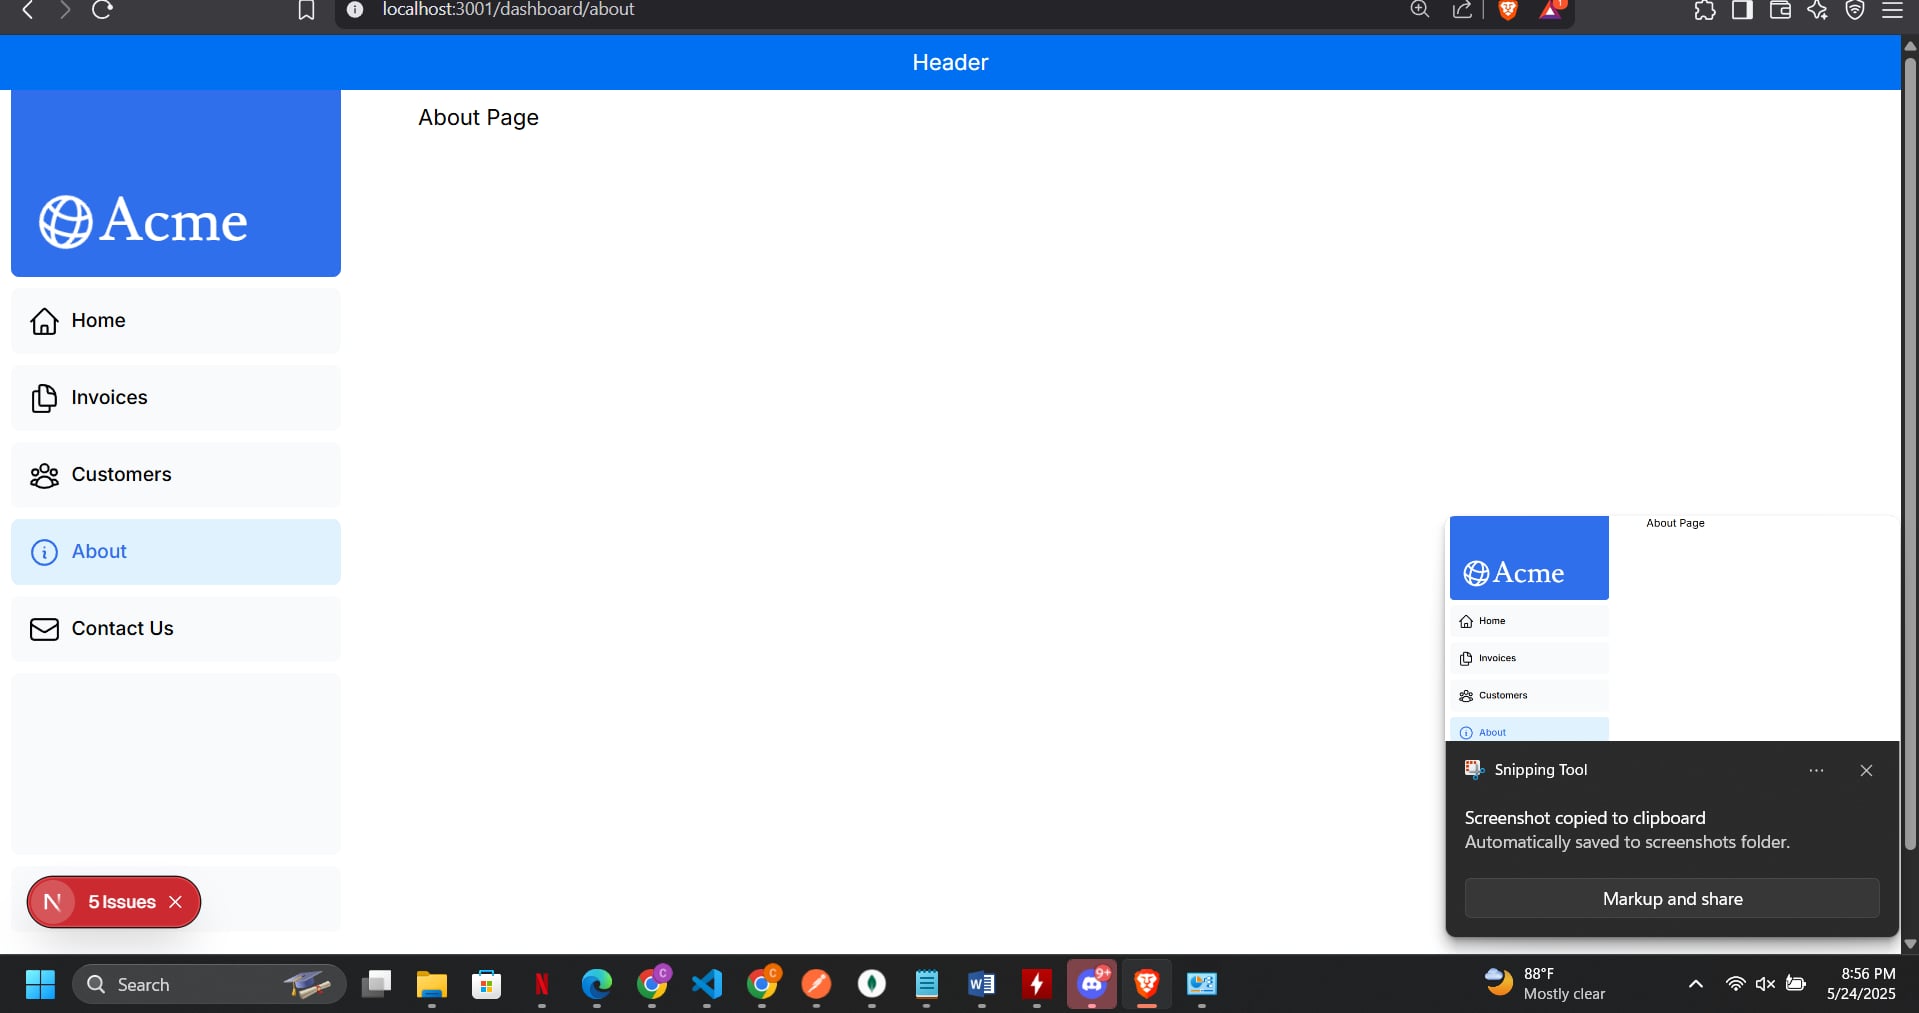 localhost:3001/dashboard/about
1
Header
About Page
Acme
Home
Invoices
Customers
About
Contact Us
N
5 Issues
About Page
Acme
Home
Invoices
Customers
About
Snipping Tool
Screenshot copied to clipboard
Automatically saved to screenshots folder.
Markup and share
Search
N
C
C
W
9+
88°F
Mostly clear
8:56 PM
5/24/2025